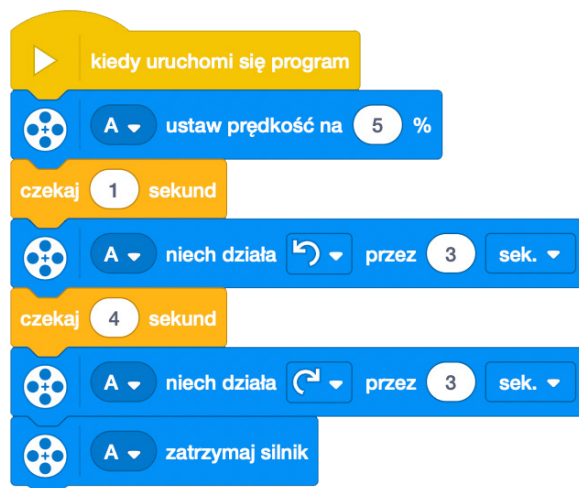 kiedy uruchomi się program
A ustaw prędkość na 5 %
czekaj 1 sekund
A niech działa przez 3 sek.
czekaj 4 sekund
A niech działa przez 3 sek.
A zatrzymaj silnik